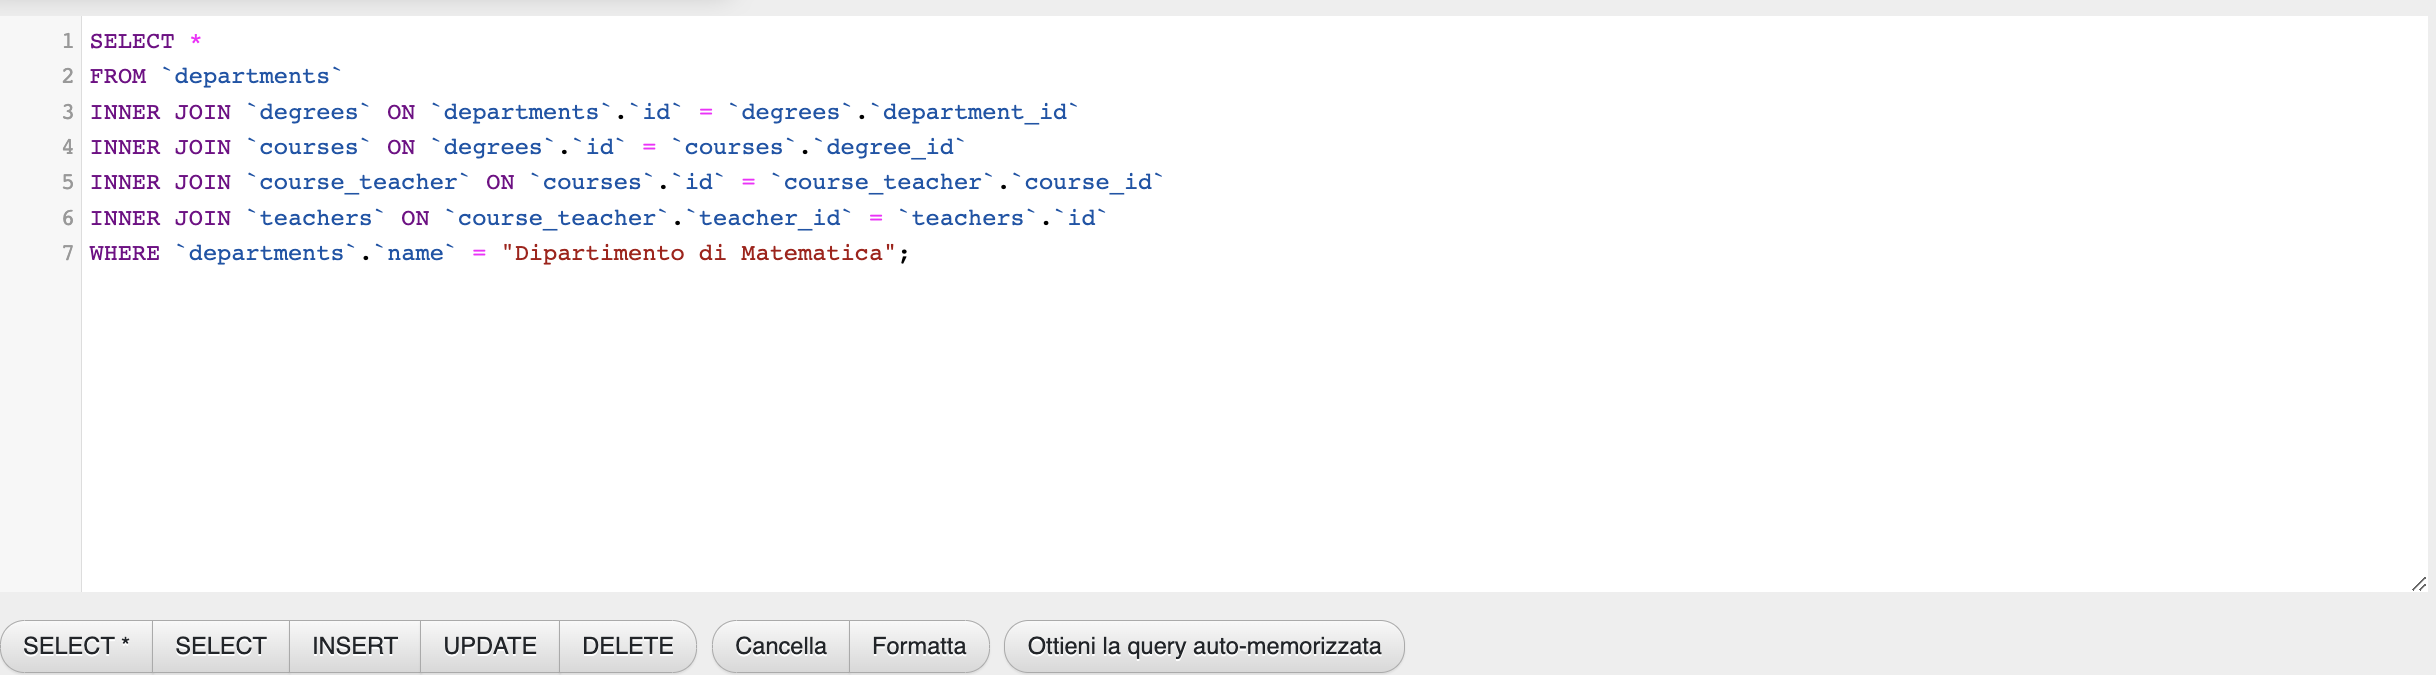 1 SELECT *
2 FROM `departments`
3 INNER JOIN `degrees` ON `departments`.`id` = `degrees`.`department_id`
4 INNER JOIN `courses` ON `degrees`.`id` = `courses`.`degree_id`
5 INNER JOIN `course_teacher` ON `courses`.`id` = `course_teacher`.`course_id`
6 INNER JOIN `teachers` ON `course_teacher`.`teacher_id` = `teachers`.`id`
7 WHERE `departments`.`name` = "Dipartimento di Matematica";
SELECT * SELECT INSERT UPDATE DELETE Cancella Formatta Ottieni la query auto-memorizzata